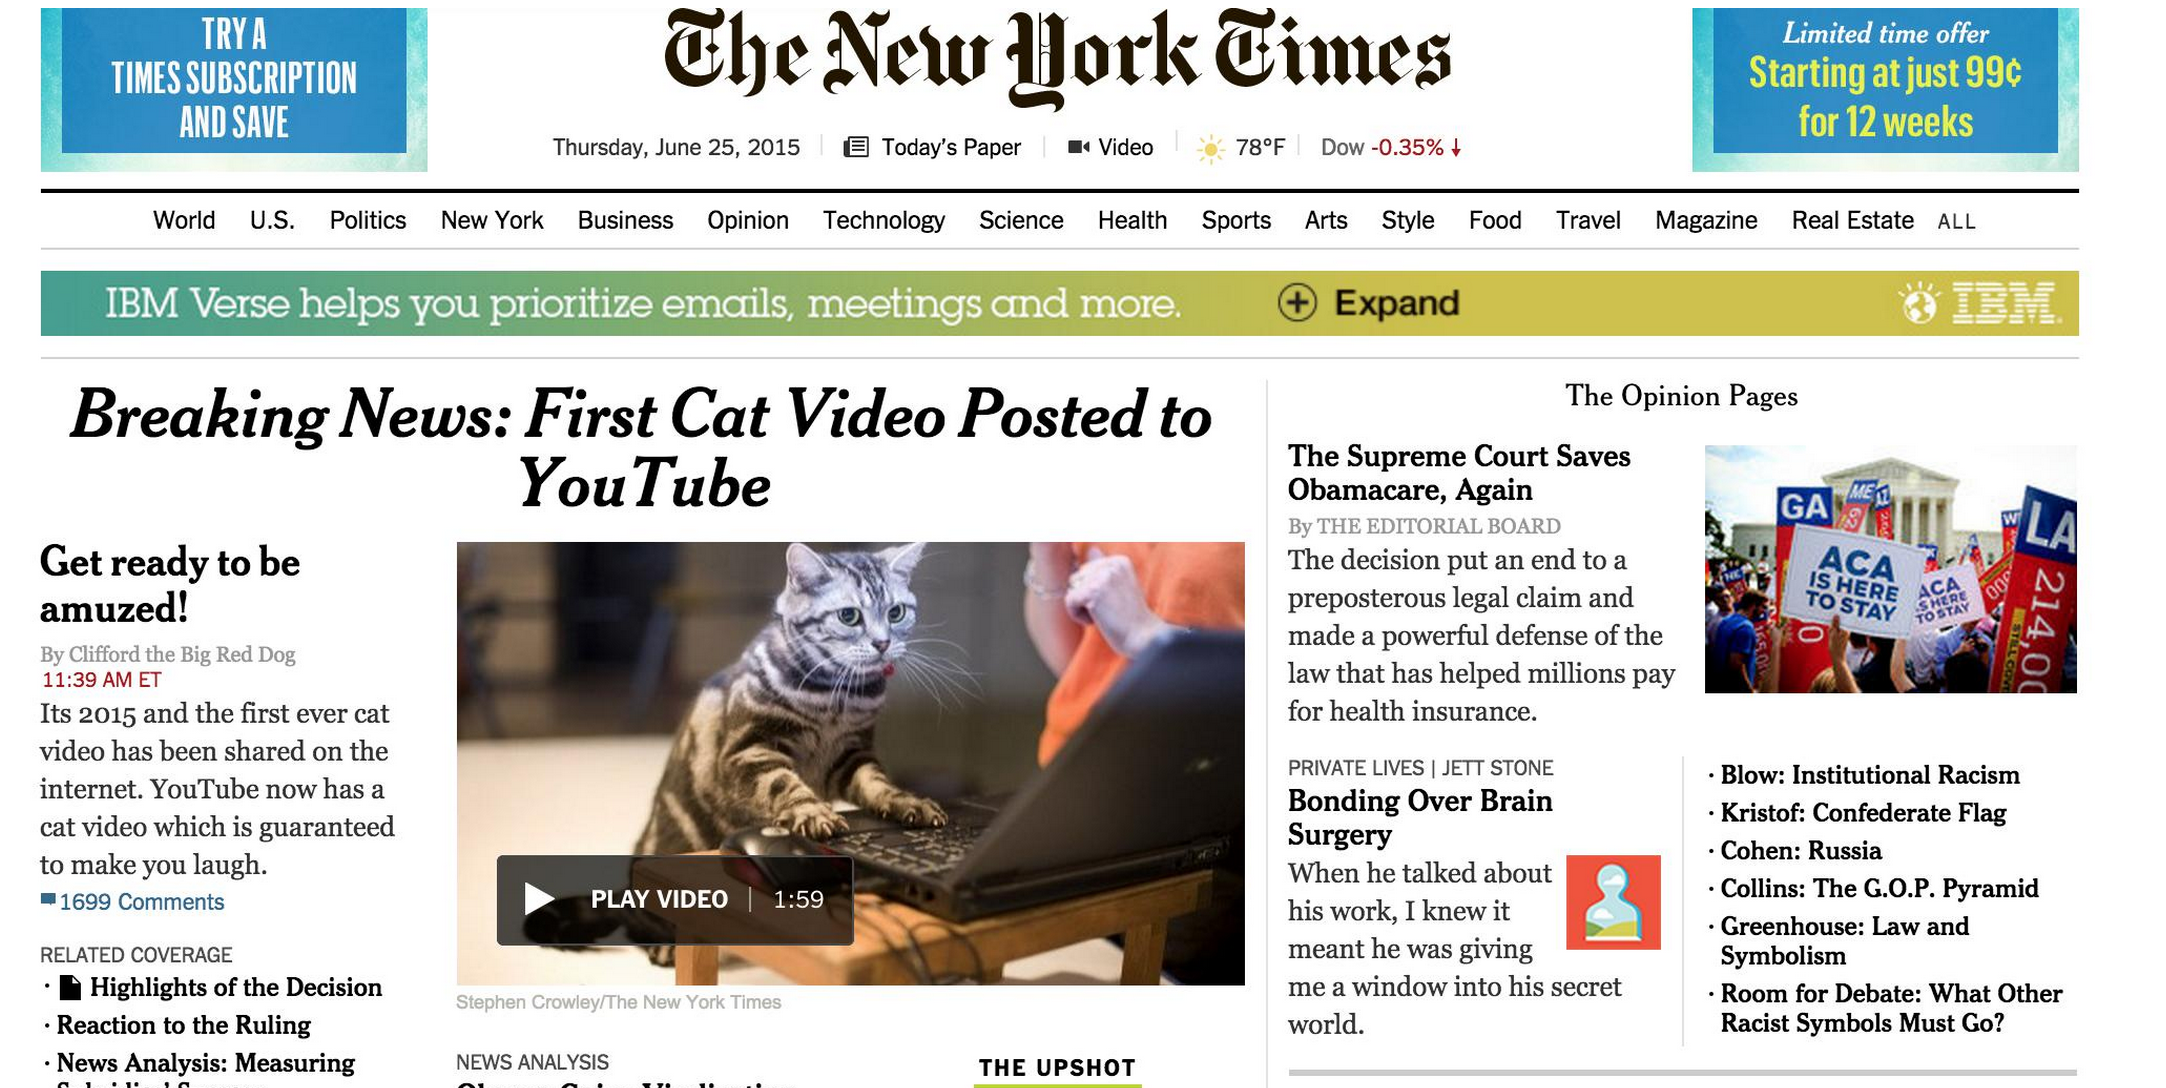 TRY A
TIMES SUBSCRIPTION
AND SAVE
The New York Times
Limited time offer
Starting at just 99¢
for 12 weeks
Thursday, June 25, 2015 Today's Paper Video 78°F Dow -0.35% ↓
World U.S. Politics New York Business Opinion Technology Science Health Sports Arts Style Food Travel Magazine Real Estate ALL
IBM Verse helps you prioritize emails, meetings and more. Expand IBM
Breaking News: First Cat Video Posted to
YouTube
Get ready to be
amuzed!
By Clifford the Big Red Dog
11:39 AM ET
Its 2015 and the first ever cat
video has been shared on the
internet. YouTube now has a
cat video which is guaranteed
to make you laugh.
1699 Comments
RELATED COVERAGE
· Highlights of the Decision
· Reaction to the Ruling
· News Analysis: Measuring
PLAY VIDEO | 1:59
Stephen Crowley/The New York Times
NEWS ANALYSIS
THE UPSHOT
The Opinion Pages
The Supreme Court Saves
Obamacare, Again
By THE EDITORIAL BOARD
The decision put an end to a
preposterous legal claim and
made a powerful defense of the
law that has helped millions pay
for health insurance.
GA
ME
LA
ACA
IS HERE
TO STAY
ACA
IS HERE
TO STAY
214,00
PRIVATE LIVES | JETT STONE
Bonding Over Brain
Surgery
When he talked about
his work, I knew it
meant he was giving
me a window into his secret
world.
· Blow: Institutional Racism
· Kristof: Confederate Flag
· Cohen: Russia
· Collins: The G.O.P. Pyramid
· Greenhouse: Law and
Symbolism
· Room for Debate: What Other
Racist Symbols Must Go?